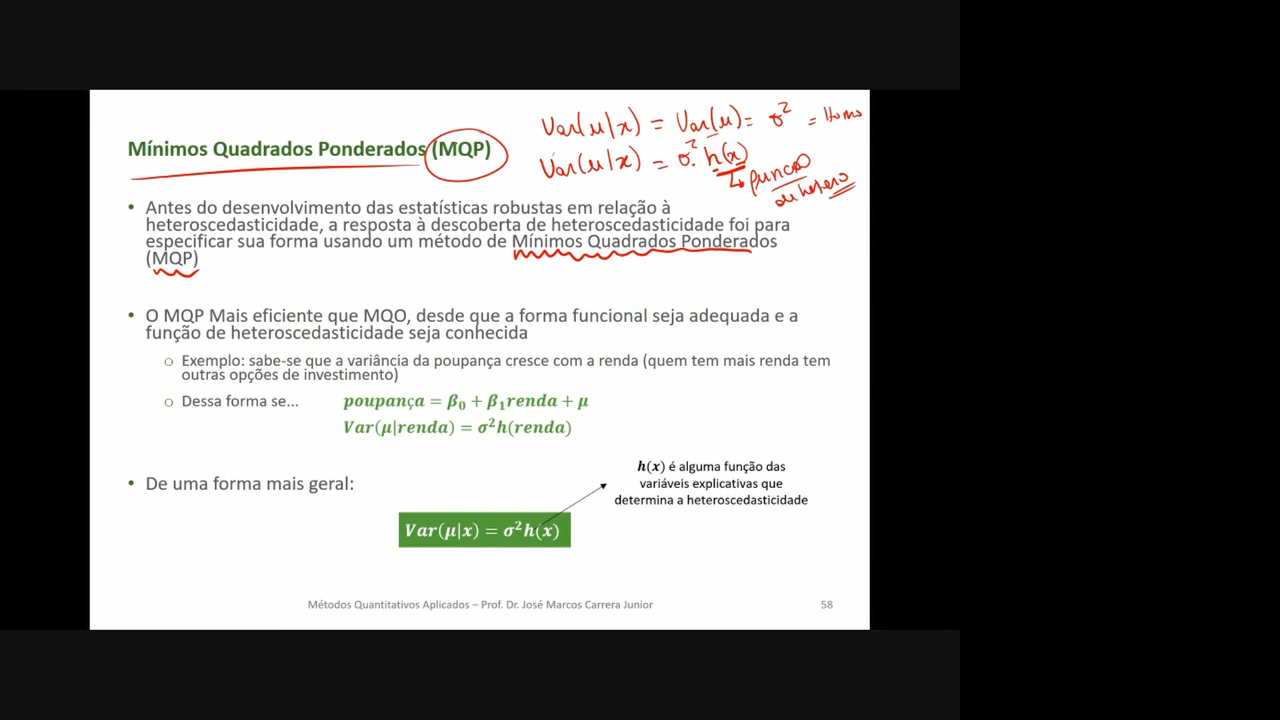 Var(μ|x) = Var(μ) = σ² = Homo
Mínimos Quadrados Ponderados (MQP)
Var(μ|x) = σ². h(x)
↳ função
de hetero
• Antes do desenvolvimento das estatísticas robustas em relação à
heteroscedasticidade, a resposta à descoberta de heteroscedasticidade foi para
especificar sua forma usando um método de Mínimos Quadrados Ponderados
(MQP)
• O MQP Mais eficiente que MQO, desde que a forma funcional seja adequada e a
função de heteroscedasticidade seja conhecida
○ Exemplo: sabe-se que a variância da poupança cresce com a renda (quem tem mais renda tem
outras opções de investimento)
○ Dessa forma se... poupança = β₀ + β₁renda + μ
Var(μ|renda) = σ²h(renda)
h(x) é alguma função das
variáveis explicativas que
determina a heteroscedasticidade
• De uma forma mais geral:
Var(μ|x) = σ²h(x)
Métodos Quantitativos Aplicados – Prof. Dr. José Marcos Carrera Junior 58